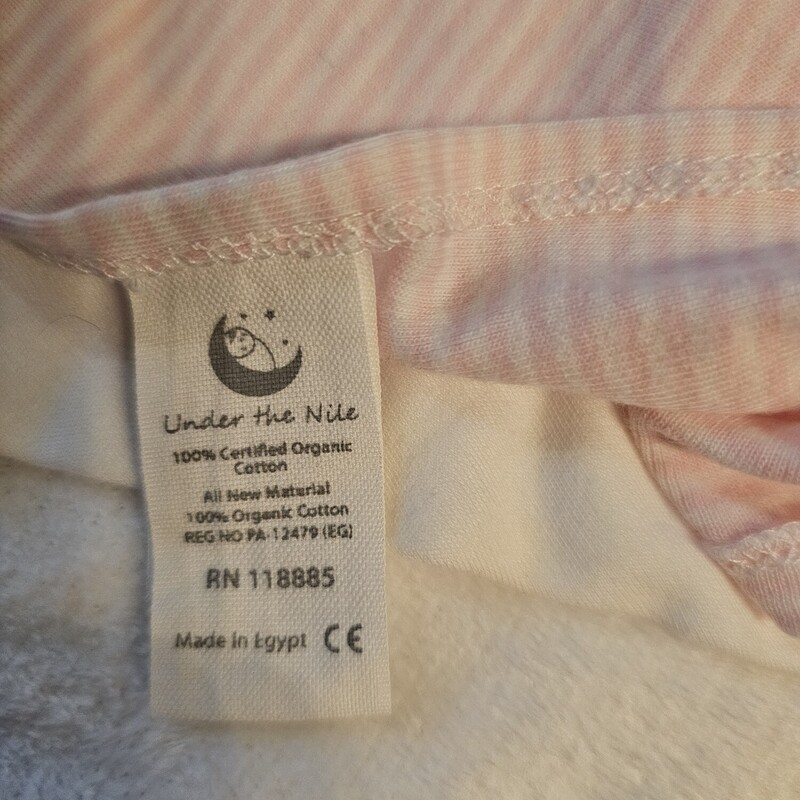 Under the Nile
100% Certified Organic
Cotton
All New Material
100% Organic Cotton
REG NO PA-12479 (EG)
RN 118885
Made in Egypt CE